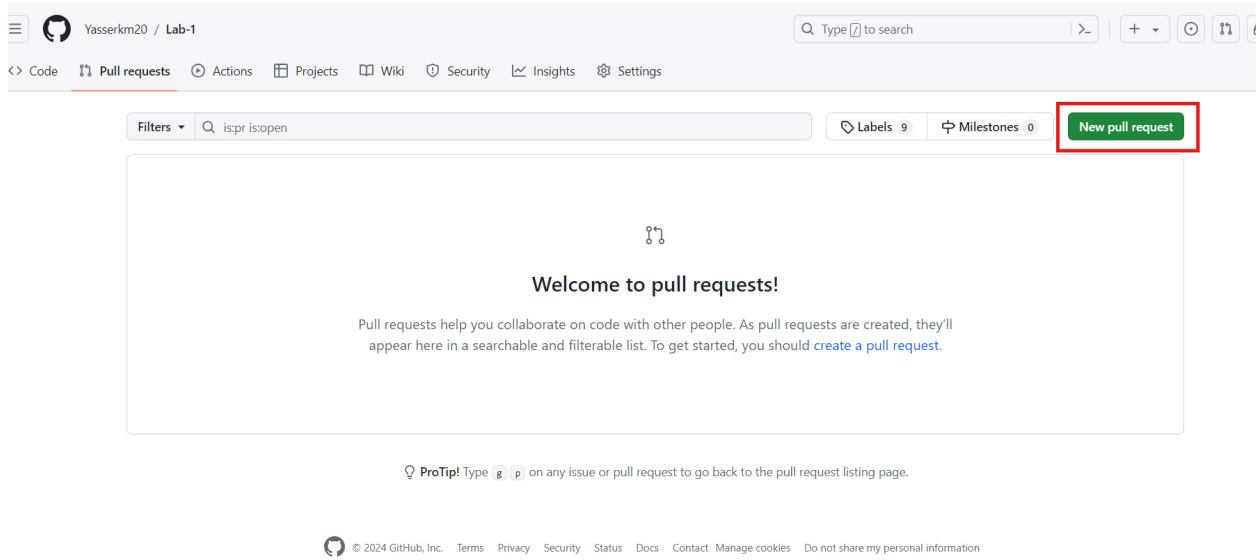 Yasserkm20 / Lab-1
Type / to search
Code Pull requests Actions Projects Wiki Security Insights Settings
Filters is:pr is:open Labels 9 Milestones 0 New pull request
Welcome to pull requests!
Pull requests help you collaborate on code with other people. As pull requests are created, they’ll
appear here in a searchable and filterable list. To get started, you should create a pull request.
ProTip! Type g p on any issue or pull request to go back to the pull request listing page.
© 2024 GitHub, Inc. Terms Privacy Security Status Docs Contact Manage cookies Do not share my personal information